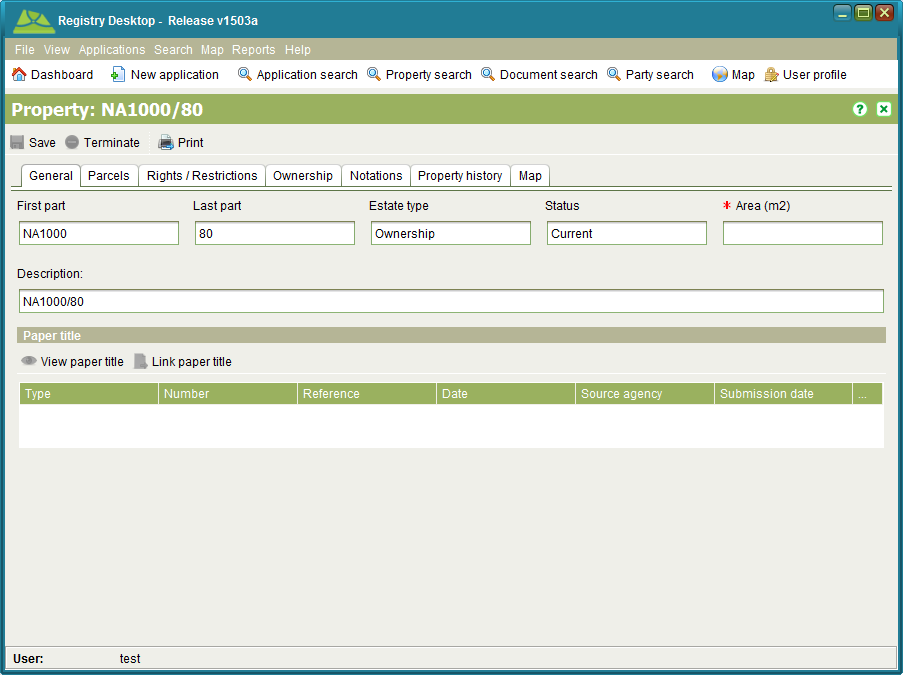 Registry Desktop - Release v1503a
File View Applications Search Map Reports Help
Dashboard New application Application search Property search Document search Party search Map User profile
Property: NA1000/80
Save Terminate Print
General Parcels Rights / Restrictions Ownership Notations Property history Map
First part Last part Estate type Status * Area (m2)
NA1000 80 Ownership Current
Description:
NA1000/80
Paper title
View paper title Link paper title
Type Number Reference Date Source agency Submission date ...
User: test